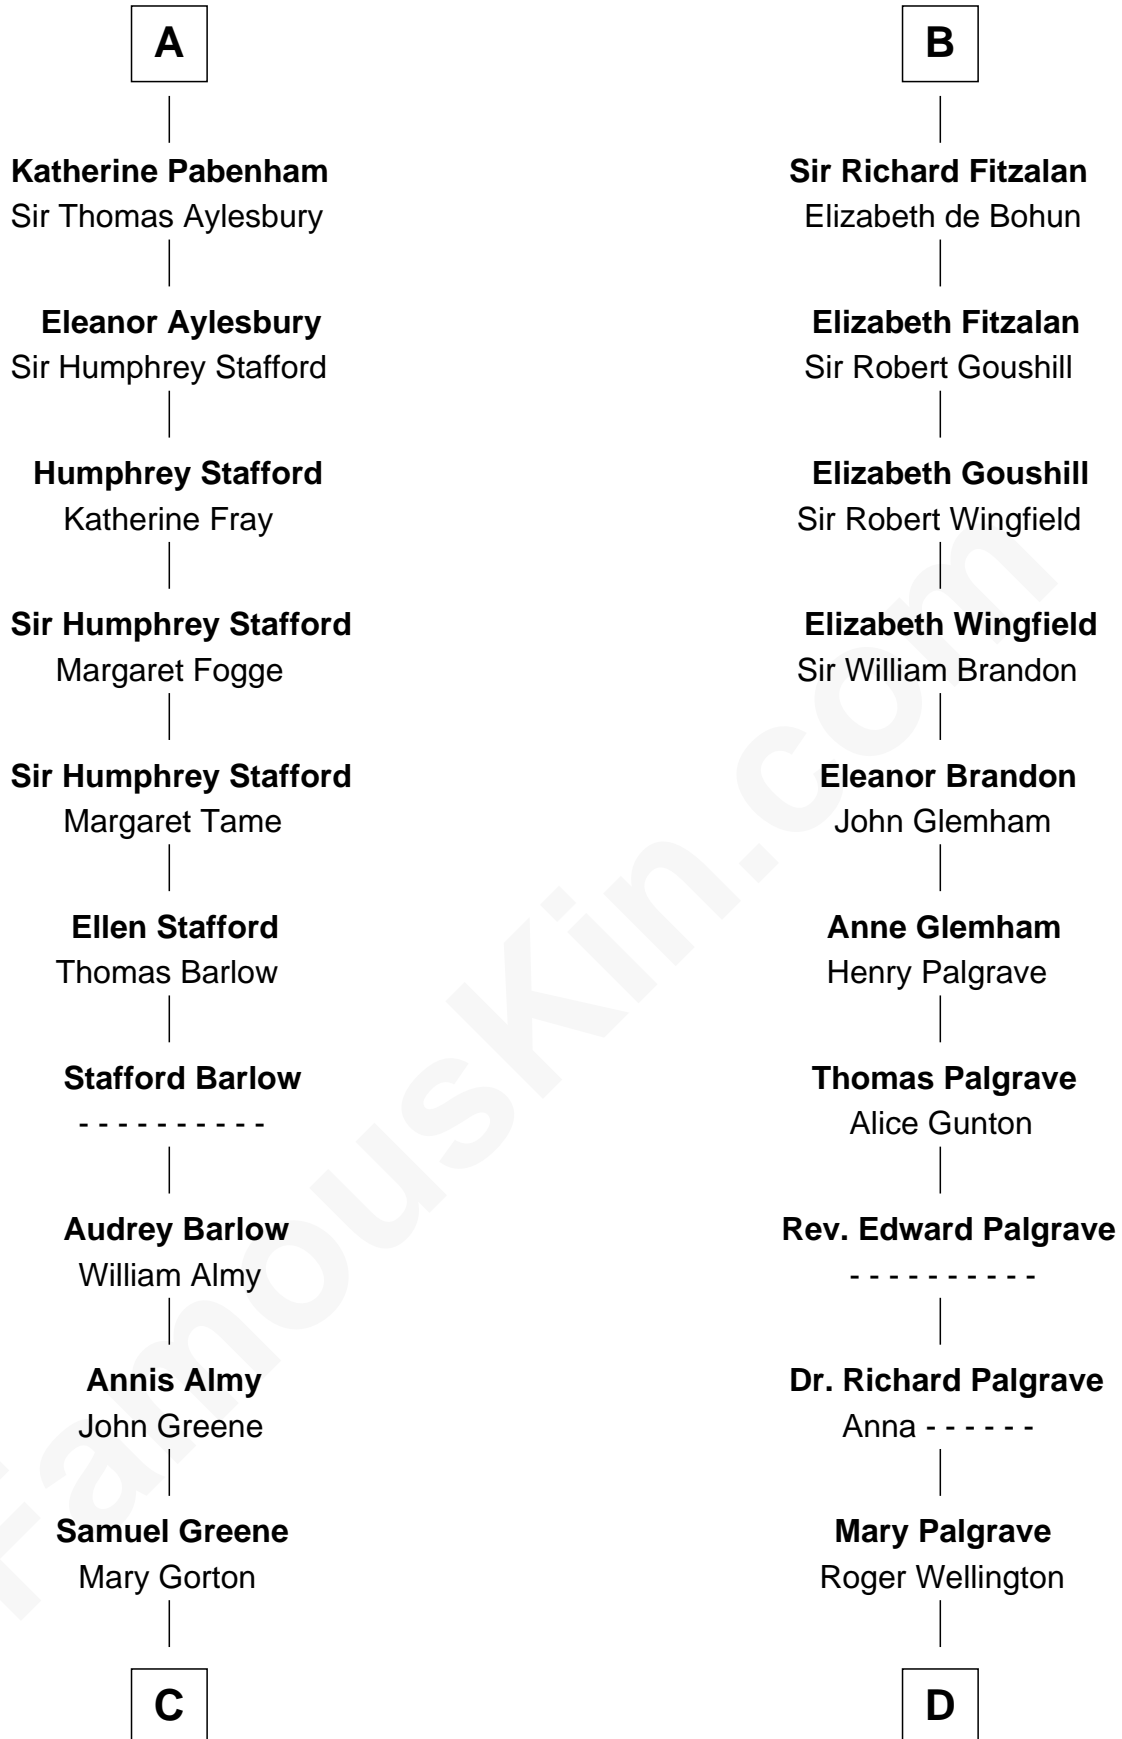 A
Katherine Pabenham
Sir Thomas Aylesbury
Eleanor Aylesbury
Sir Humphrey Stafford
Humphrey Stafford
Katherine Fray
Sir Humphrey Stafford
Margaret Fogge
Sir Humphrey Stafford
Margaret Tame
Ellen Stafford
Thomas Barlow
Stafford Barlow
- - - - - - - - - -
Audrey Barlow
William Almy
Annis Almy
John Greene
Samuel Greene
Mary Gorton
C
B
Sir Richard Fitzalan
Elizabeth de Bohun
Elizabeth Fitzalan
Sir Robert Goushill
Elizabeth Goushill
Sir Robert Wingfield
Elizabeth Wingfield
Sir William Brandon
Eleanor Brandon
John Glemham
Anne Glemham
Henry Palgrave
Thomas Palgrave
Alice Gunton
Rev. Edward Palgrave
- - - - - - - - - -
Dr. Richard Palgrave
Anna - - - - - -
Mary Palgrave
Roger Wellington
D
FamousKin.com